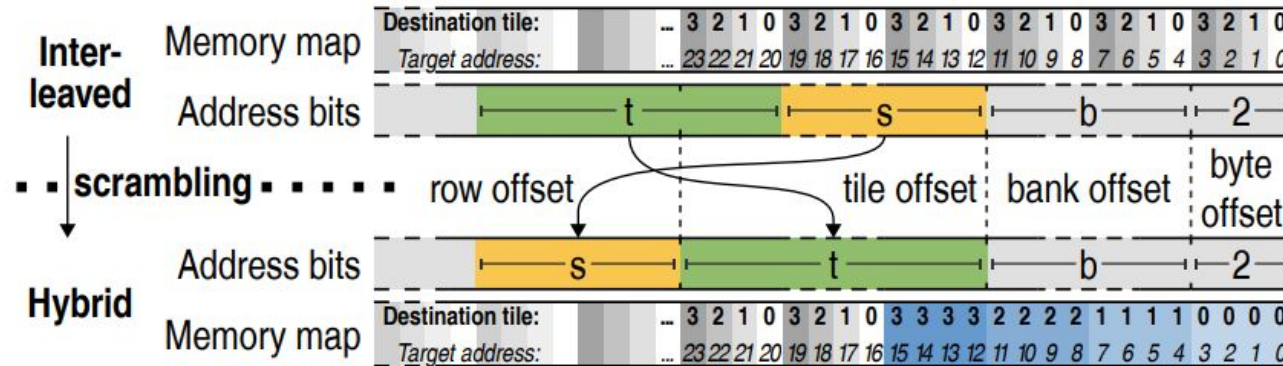 Inter-
leaved
Memory map
Destination tile: ... 3 2 1 0 3 2 1 0 3 2 1 0 3 2 1 0 3 2 1 0 3 2 1 0
Target address: ... 23 22 21 20 19 18 17 16 15 14 13 12 11 10 9 8 7 6 5 4 3 2 1 0
Address bits
t s b 2
scrambling
row offset tile offset bank offset byte
offset
Hybrid
Address bits
s t b 2
Memory map
Destination tile: ... 3 2 1 0 3 2 1 0 3 3 3 3 2 2 2 2 1 1 1 1 0 0 0 0
Target address: ... 23 22 21 20 19 18 17 16 15 14 13 12 11 10 9 8 7 6 5 4 3 2 1 0